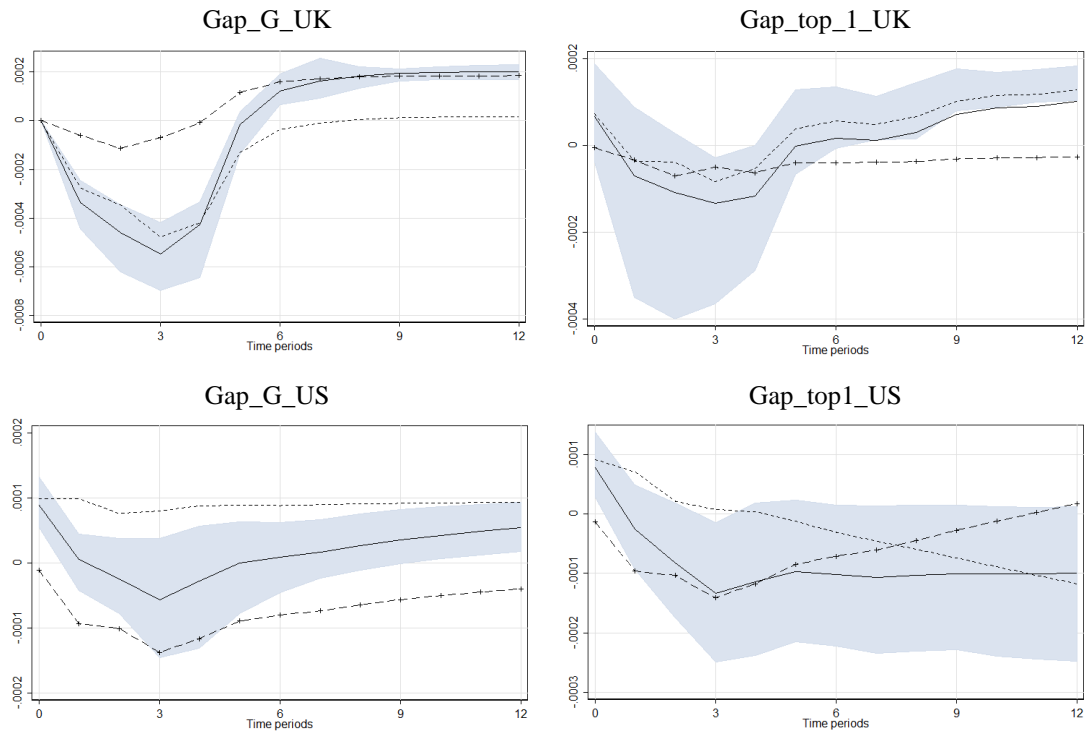 Gap_G_UK
.0002
0
-.0002
-.0004
-.0006
-.0008
0 3 6 9 12
Time periods
Gap_top_1_UK
.0002
0
-.0002
-.0004
0 3 6 9 12
Time periods
Gap_G_US
.0002
.0001
0
-.0001
-.0002
0 3 6 9 12
Time periods
Gap_top1_US
.0001
0
-.0001
-.0002
-.0003
0 3 6 9 12
Time periods